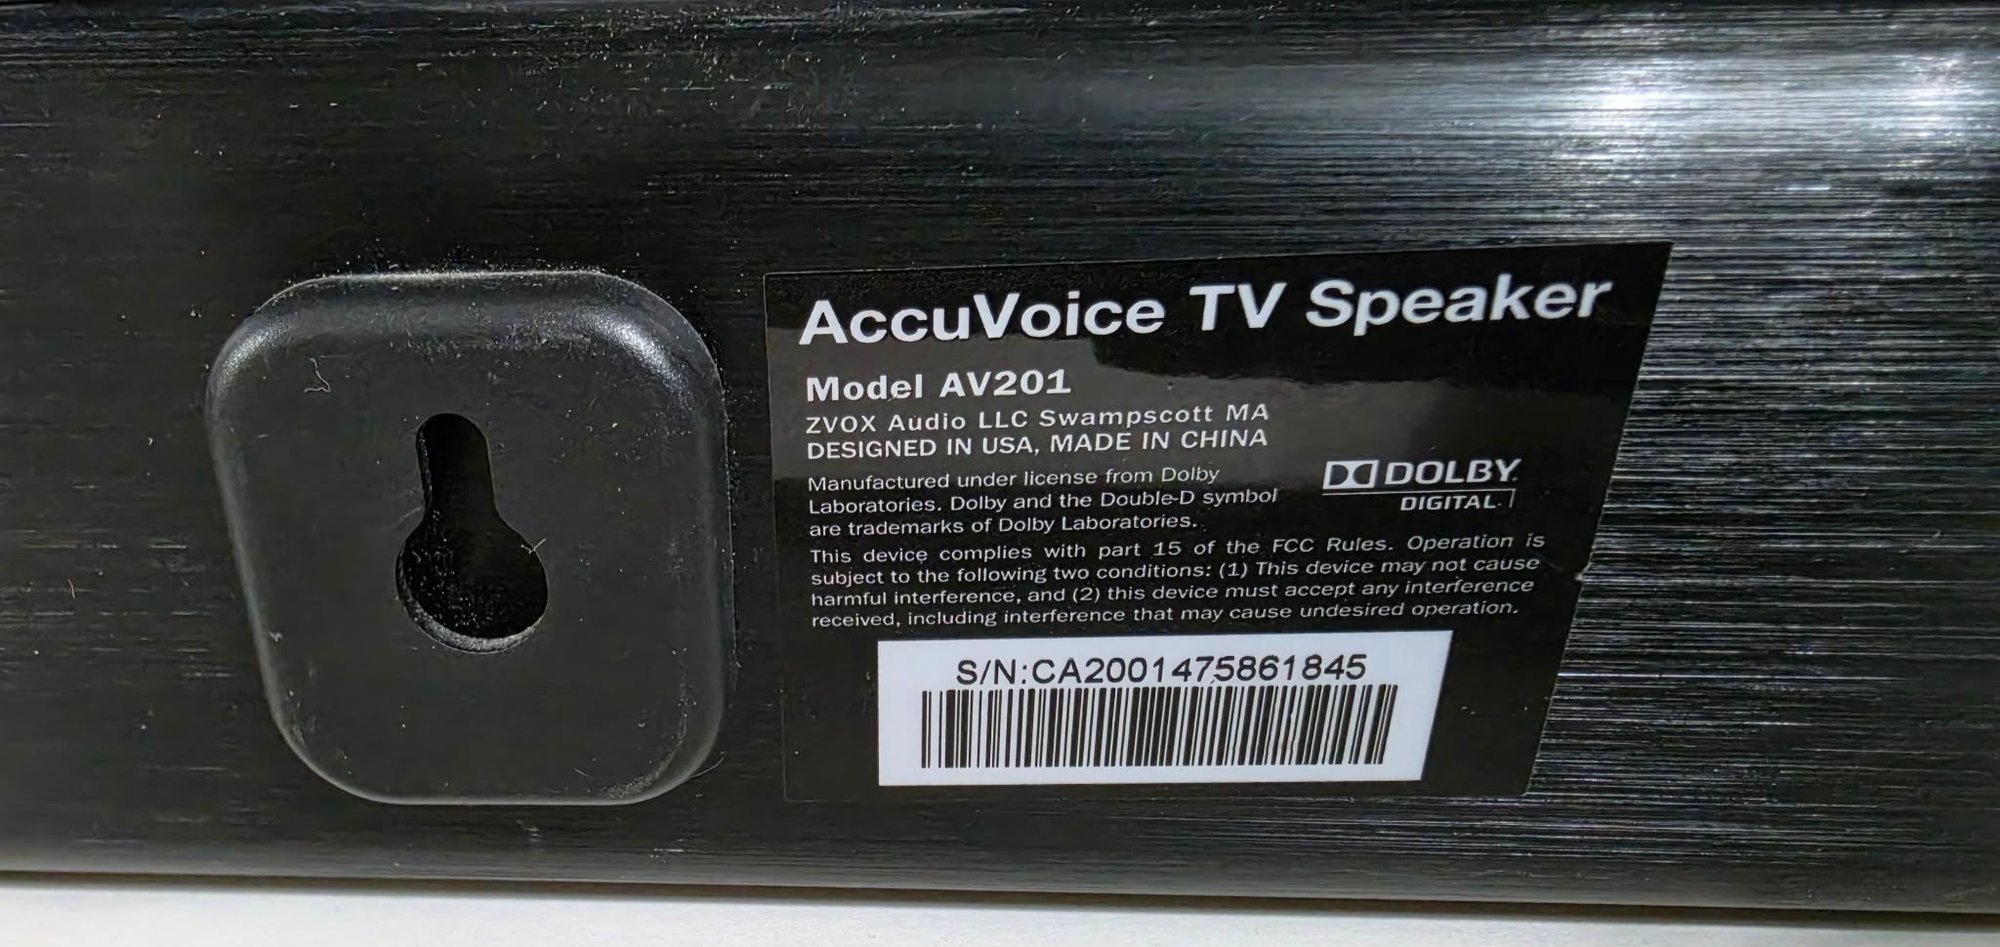 AccuVoice TV Speaker
Model AV201
ZVOX Audio LLC Swampscott MA
DESIGNED IN USA, MADE IN CHINA
Manufactured under license from Dolby
Laboratories. Dolby and the Double-D symbol
are trademarks of Dolby Laboratories.
DOLBY
DIGITAL
This device complies with part 15 of the FCC Rules. Operation is
subject to the following two conditions: (1) This device may not cause
harmful interference, and (2) this device must accept any interference
received, including interference that may cause undesired operation.
S/N:CA2001475861845